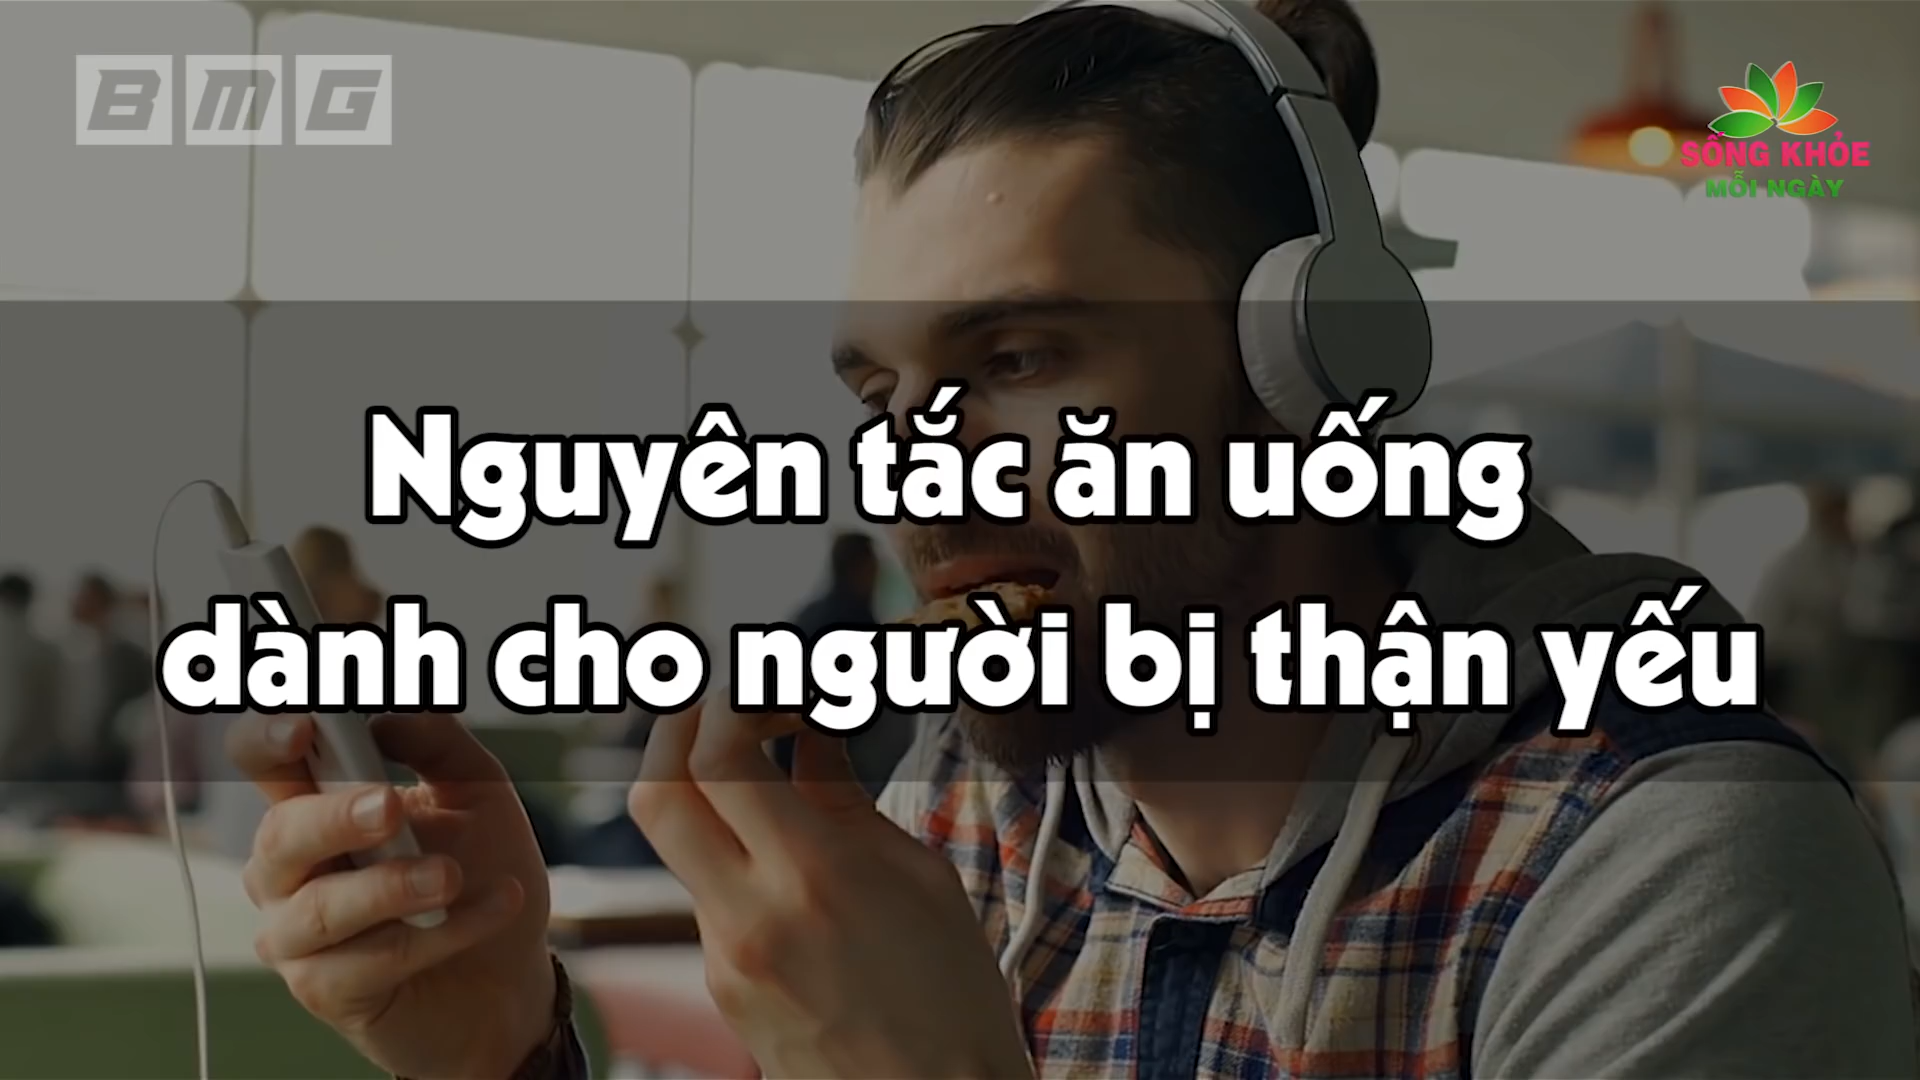 BMG
SỐNG KHỎE
MỖI NGÀY
Nguyên tắc ăn uống
dành cho người bị thận yếu